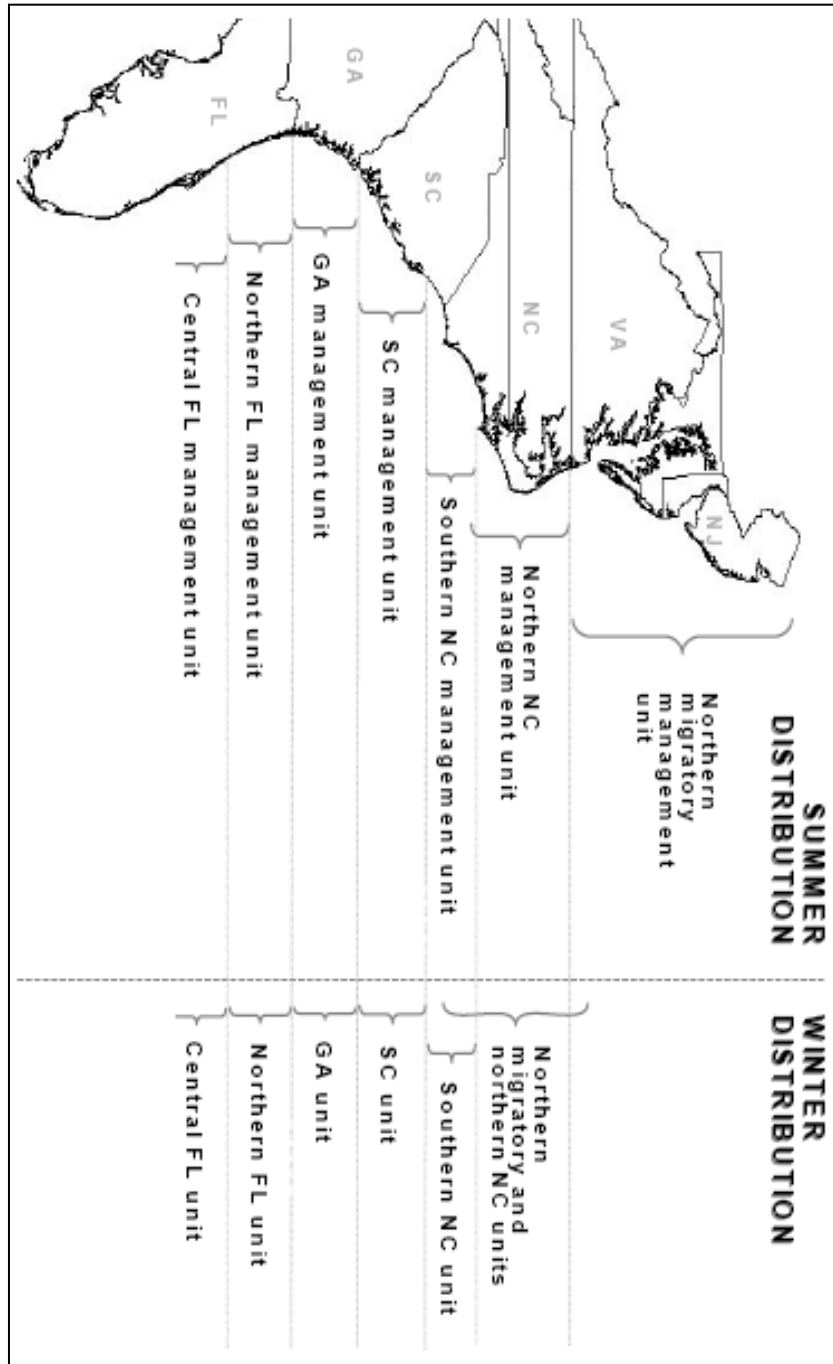 SUMMER
DISTRIBUTION
WINTER
DISTRIBUTION
NJ
VA
NC
SC
GA
FL
Northern
migratory
management
unit
Northern NC
management unit
Southern NC management unit
SC management unit
GA management unit
Northern FL management unit
Central FL management unit
Northern
migratory and
northern NC units
Southern NC unit
SC unit
GA unit
Northern FL unit
Central FL unit